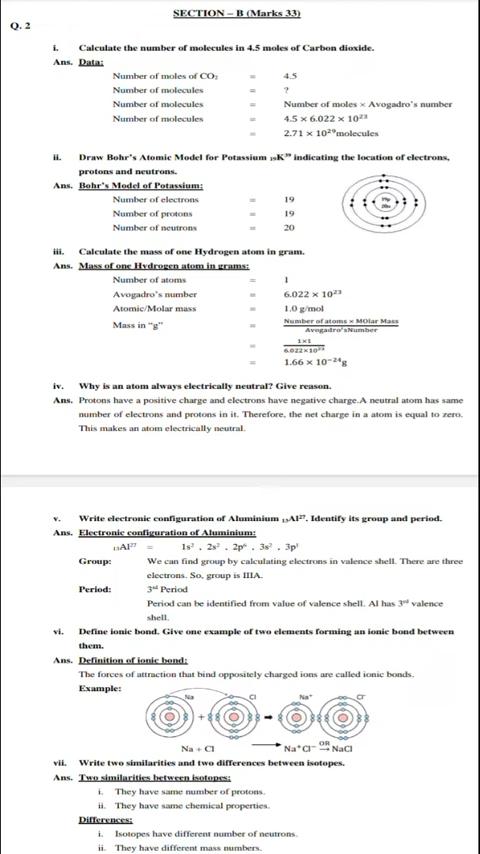 SECTION – B (Marks 33)
Q. 2
i. Calculate the number of molecules in 4.5 moles of Carbon dioxide.
Ans. Data:
Number of moles of CO₂ = 4.5
Number of molecules = ?
Number of molecules = Number of moles × Avogadro's number
Number of molecules = 4.5 × 6.022 × 10²³
= 2.71 × 10²⁹molecules
ii. Draw Bohr's Atomic Model for Potassium ₁₉K³⁹ indicating the location of electrons,
protons and neutrons.
Ans. Bohr's Model of Potassium:
Number of electrons = 19
Number of protons = 19
Number of neutrons = 20
19p
20n
iii. Calculate the mass of one Hydrogen atom in gram.
Ans. Mass of one Hydrogen atom in grams:
Number of atoms = 1
Avogadro's number = 6.022 × 10²³
Atomic/Molar mass = 1.0 g/mol
Mass in "g" = Number of atoms × MOlar Mass
Avogadro'sNumber
= 1×1
6.022×10²³
= 1.66 × 10⁻²⁴g
iv. Why is an atom always electrically neutral? Give reason.
Ans. Protons have a positive charge and electrons have negative charge.A neutral atom has same
number of electrons and protons in it. Therefore, the net charge in a atom is equal to zero.
This makes an atom electrically neutral.
v. Write electronic configuration of Aluminium ₁₃Al²⁷. Identify its group and period.
Ans. Electronic configuration of Aluminium:
₁₃Al²⁷ = 1s² , 2s² , 2p⁶ , 3s² , 3p¹
Group: We can find group by calculating electrons in valence shell. There are three
electrons. So, group is IIIA.
Period: 3ʳᵈ Period
Period can be identified from value of valence shell. Al has 3ʳᵈ valence
shell.
vi. Define ionic bond. Give one example of two elements forming an ionic bond between
them.
Ans. Definition of ionic bond:
The forces of attraction that bind oppositely charged ions are called ionic bonds.
Example:
Na Cl Na⁺ Cl⁻
+
Na + Cl ⟶ Na⁺Cl⁻ OR → NaCl
vii. Write two similarities and two differences between isotopes.
Ans. Two similarities between isotopes:
i. They have same number of protons.
ii. They have same chemical properties.
Differences:
i. Isotopes have different number of neutrons.
ii. They have different mass numbers.